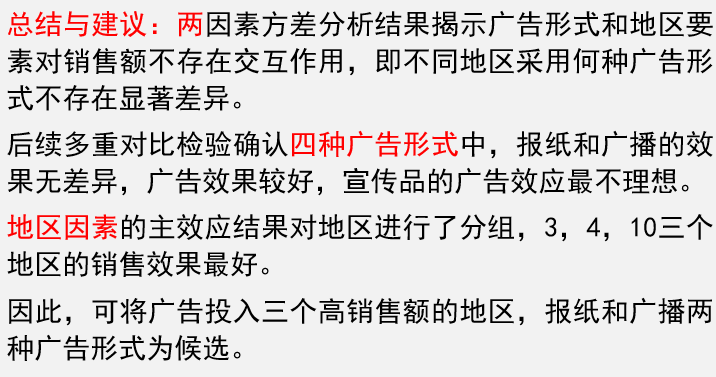 总结与建议：两因素方差分析结果揭示广告形式和地区要
素对销售额不存在交互作用，即不同地区采用何种广告形
式不存在显著差异。
后续多重对比检验确认四种广告形式中，报纸和广播的效
果无差异，广告效果较好，宣传品的广告效应最不理想。
地区因素的主效应结果对地区进行了分组，3，4，10三个
地区的销售效果最好。
因此，可将广告投入三个高销售额的地区，报纸和广播两
种广告形式为候选。